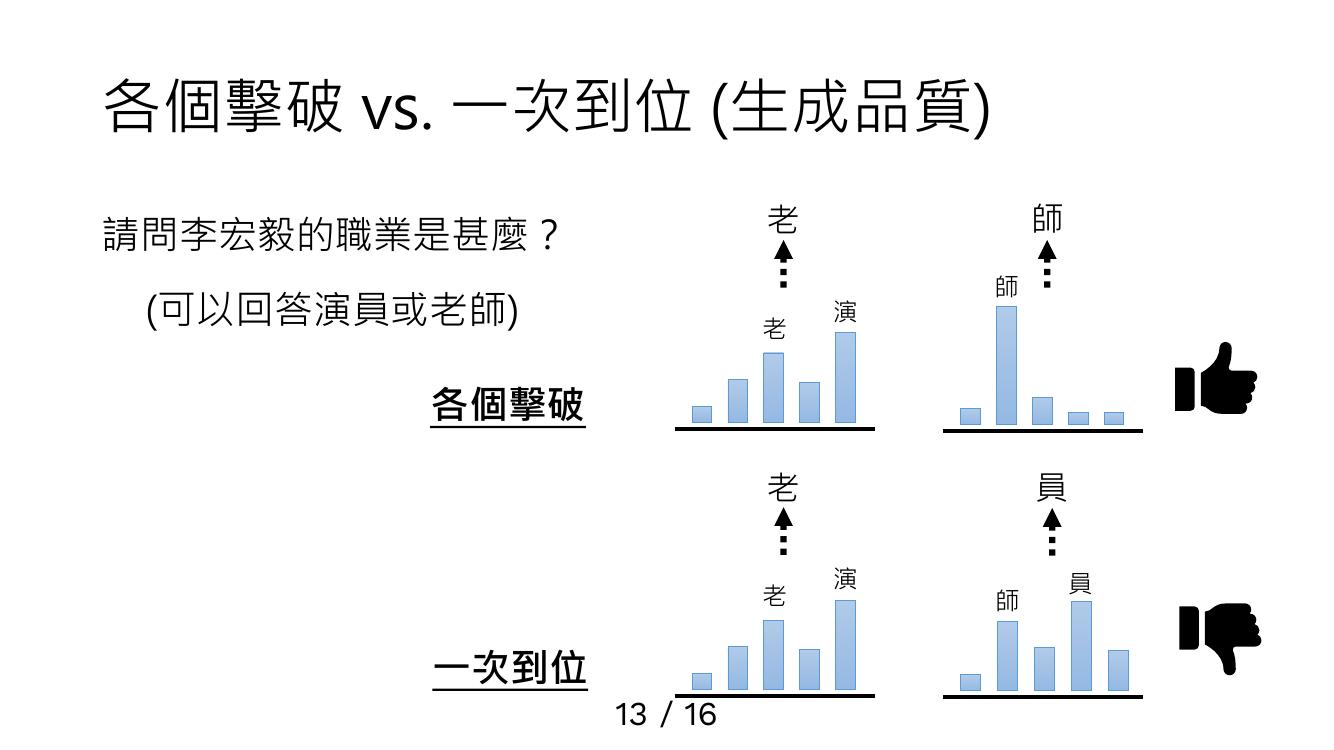 各個擊破 vs. 一次到位 (生成品質)
請問李宏毅的職業是甚麼？
(可以回答演員或老師)
各個擊破
老
老
演
師
師
一次到位
老
老
演
員
師
員
13 / 16